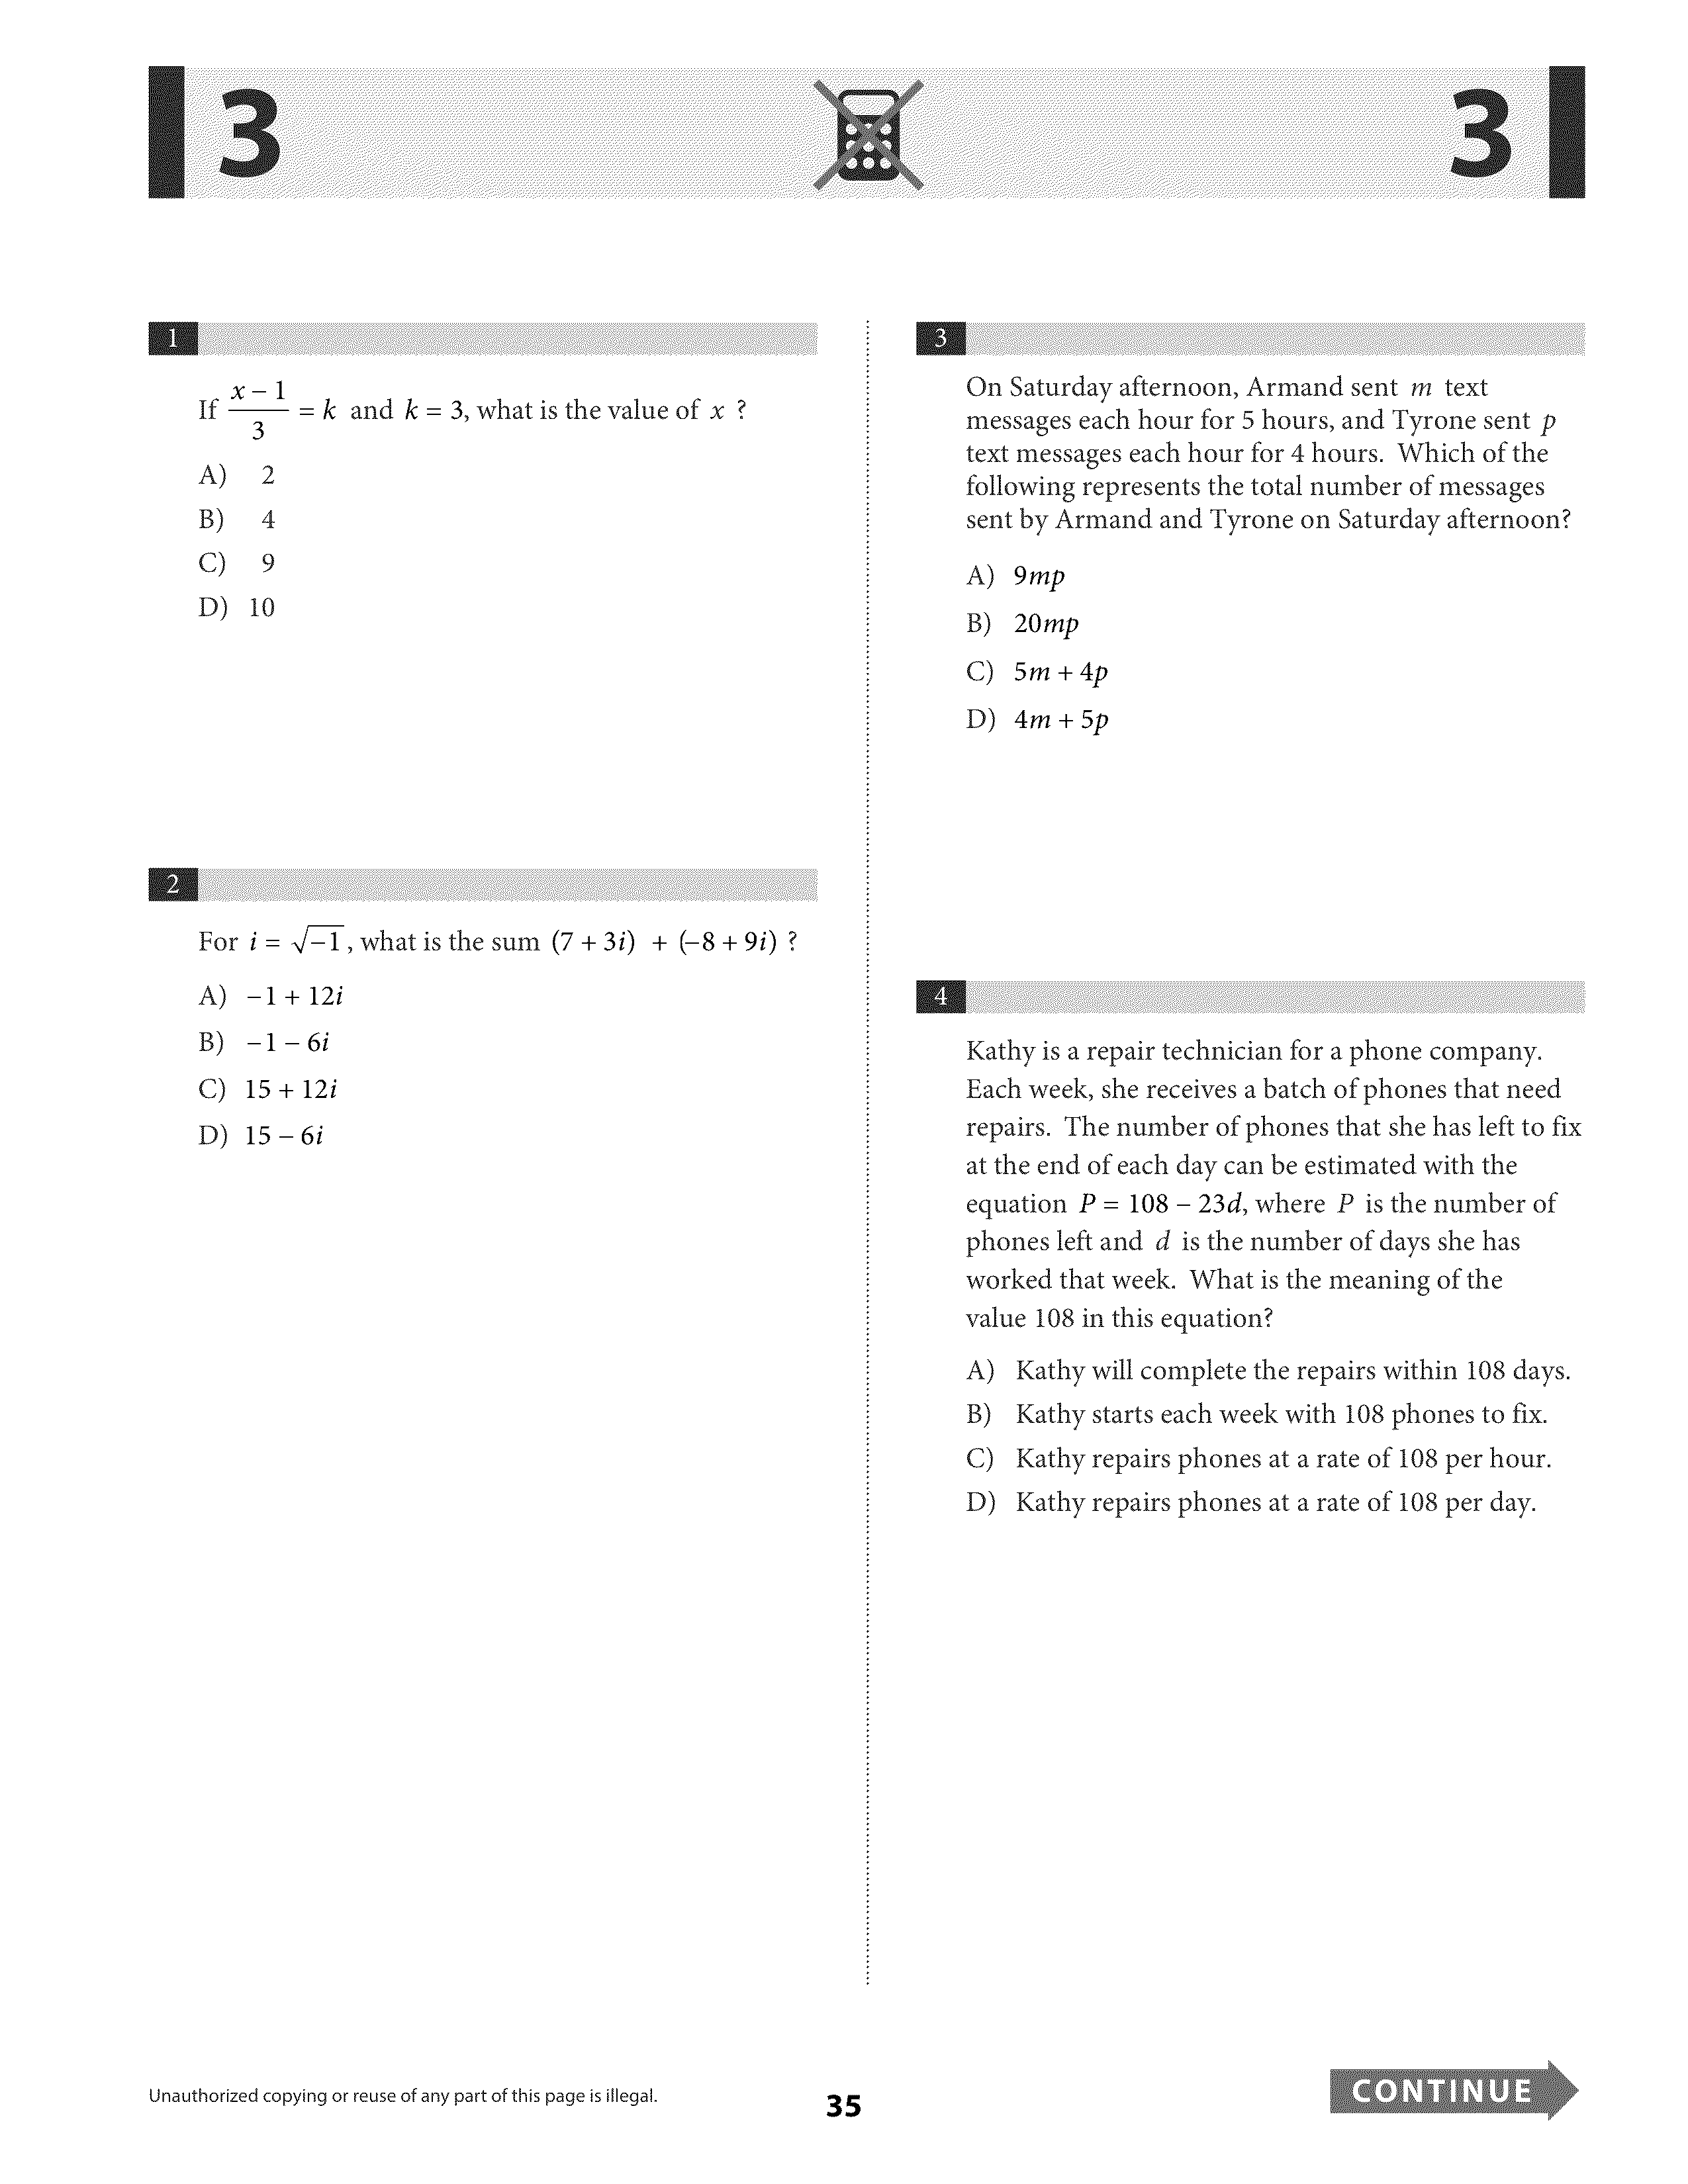 3 3
1
If (x – 1)/3 = k and k = 3, what is the value of x ?
A) 2
B) 4
C) 9
D) 10
2
For i = √–1, what is the sum (7 + 3i) + (–8 + 9i) ?
A) –1 + 12i
B) –1 – 6i
C) 15 + 12i
D) 15 – 6i
3
On Saturday afternoon, Armand sent m text
messages each hour for 5 hours, and Tyrone sent p
text messages each hour for 4 hours. Which of the
following represents the total number of messages
sent by Armand and Tyrone on Saturday afternoon?
A) 9mp
B) 20mp
C) 5m + 4p
D) 4m + 5p
4
Kathy is a repair technician for a phone company.
Each week, she receives a batch of phones that need
repairs. The number of phones that she has left to fix
at the end of each day can be estimated with the
equation P = 108 – 23d, where P is the number of
phones left and d is the number of days she has
worked that week. What is the meaning of the
value 108 in this equation?
A) Kathy will complete the repairs within 108 days.
B) Kathy starts each week with 108 phones to fix.
C) Kathy repairs phones at a rate of 108 per hour.
D) Kathy repairs phones at a rate of 108 per day.
Unauthorized copying or reuse of any part of this page is illegal.
35
CONTINUE